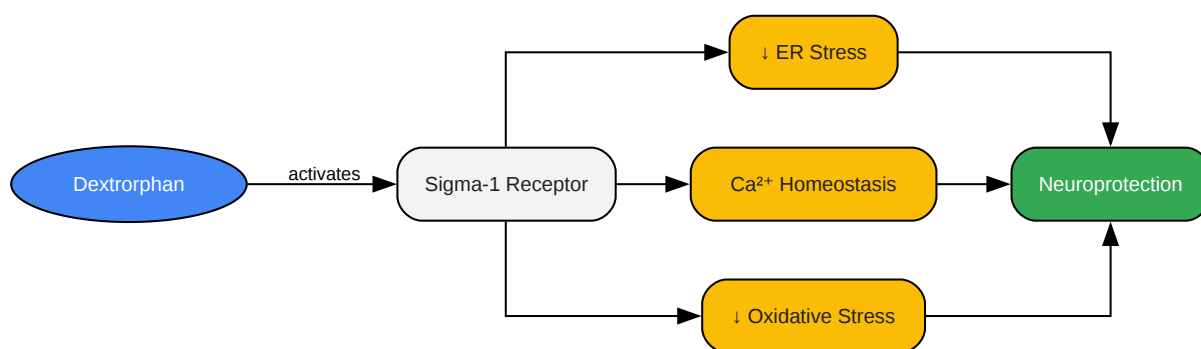 ↓ ER Stress
Dextrorphan
activates
Sigma-1 Receptor
Ca²⁺ Homeostasis
Neuroprotection
↓ Oxidative Stress